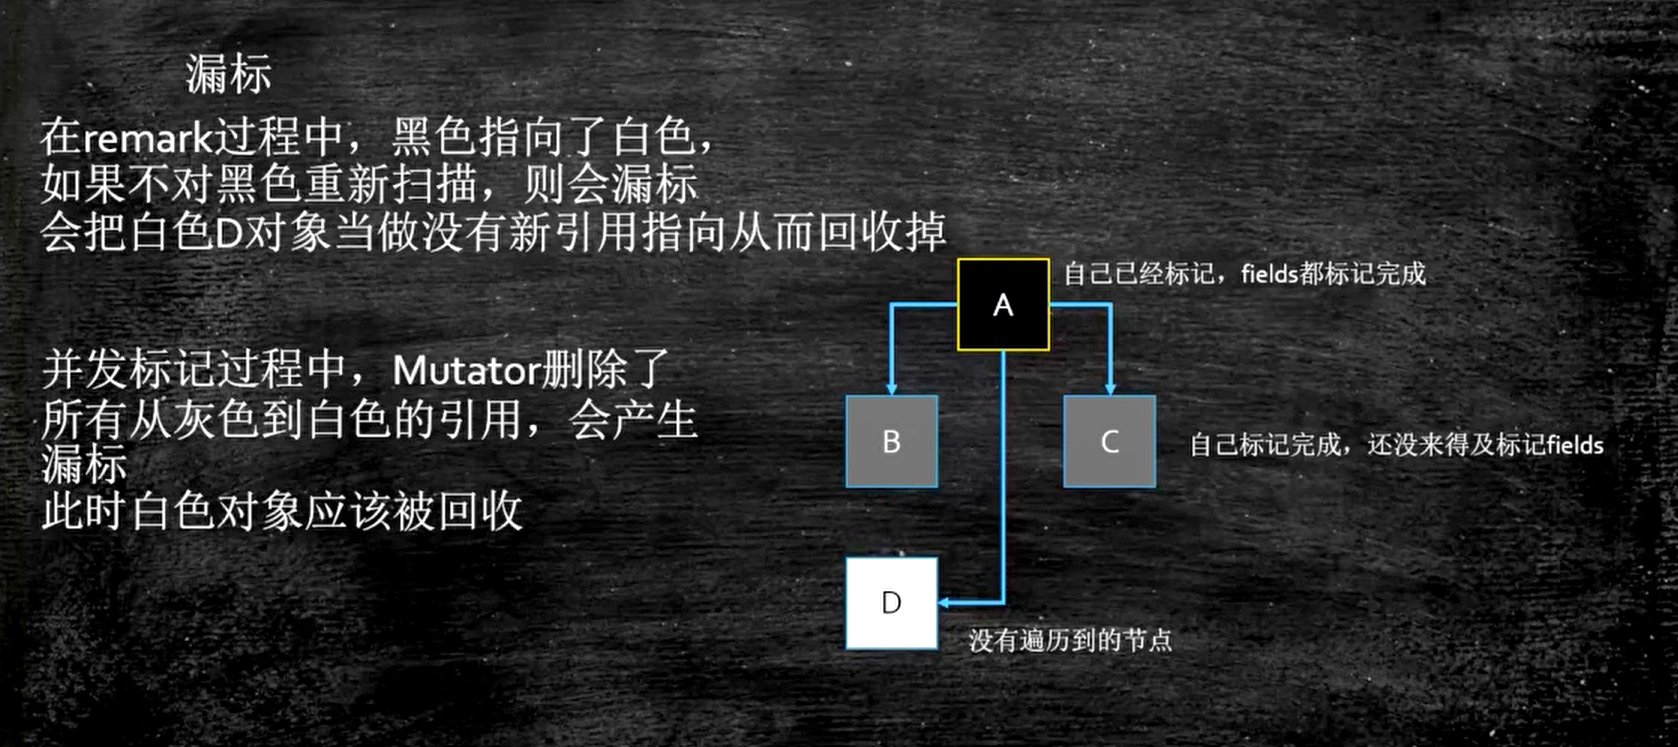 漏标
在remark过程中，黑色指向了白色，
如果不对黑色重新扫描，则会漏标
会把白色D对象当做没有新引用指向从而回收掉
A
自己已经标记，fields都标记完成
并发标记过程中，Mutator删除了
所有从灰色到白色的引用，会产生
漏标
此时白色对象应该被回收
B
C
自己标记完成，还没来得及标记fields
D
没有遍历到的节点